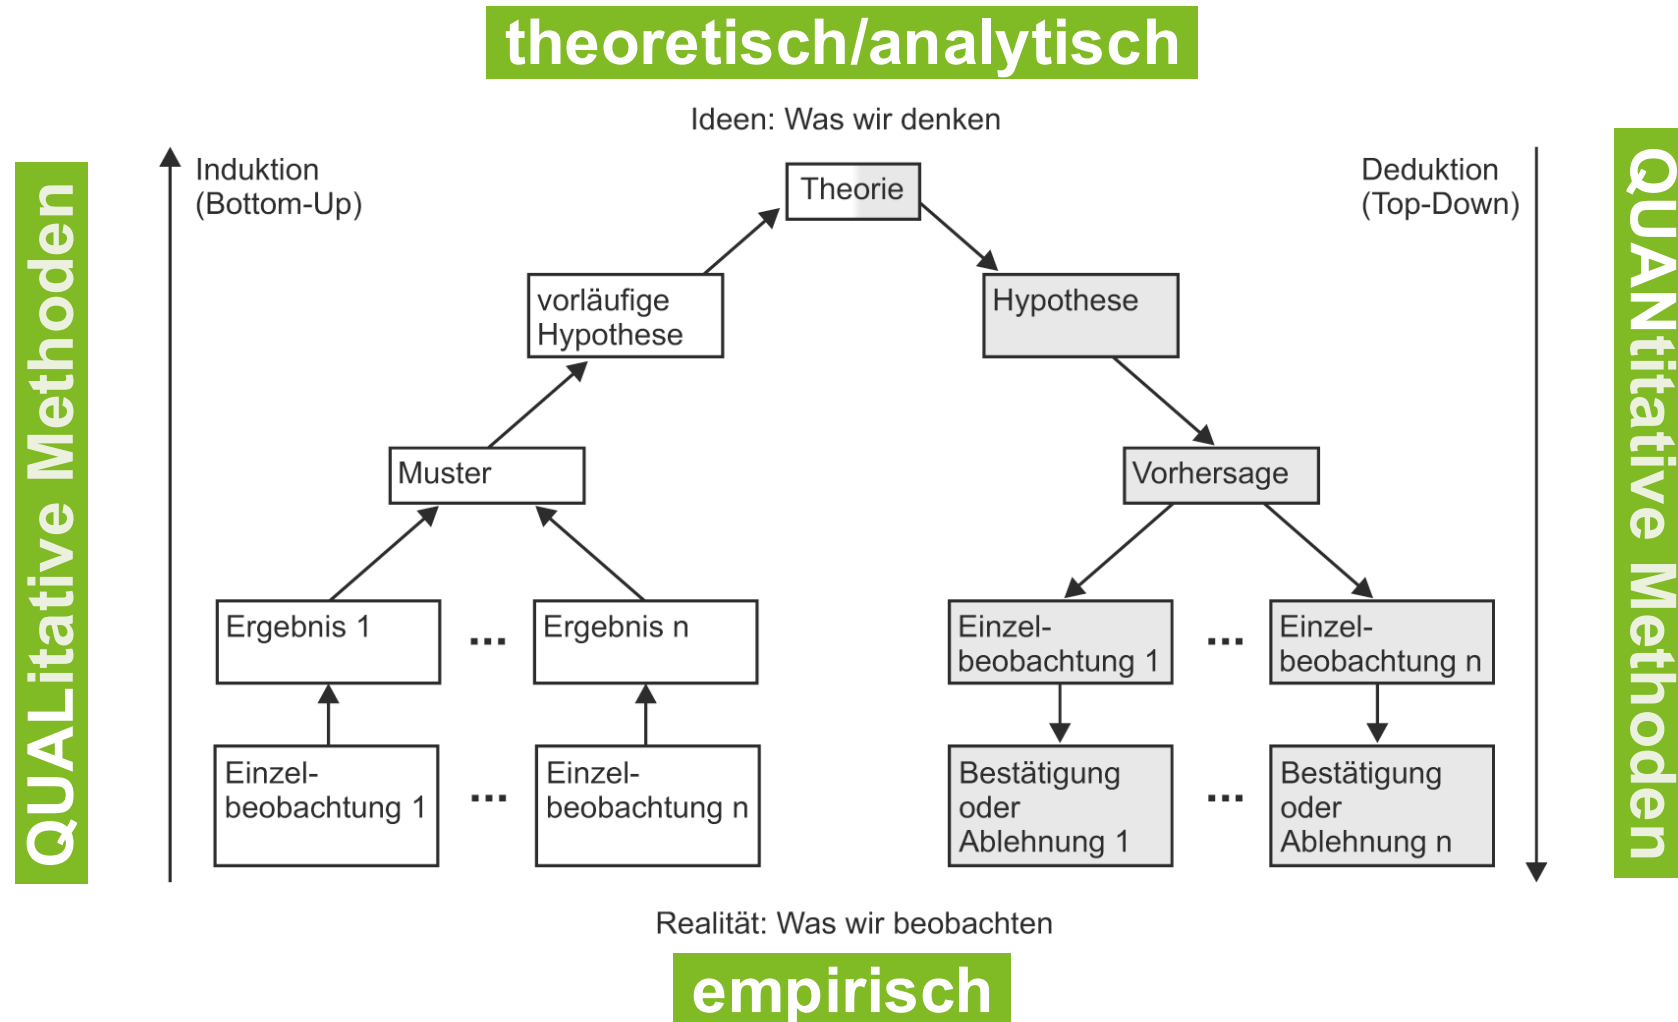 theoretisch/analytisch
Ideen: Was wir denken
QUALitative Methoden
Induktion
(Bottom-Up)
Theorie
Deduktion
(Top-Down)
QUANtitative Methoden
vorläufige
Hypothese
Hypothese
Muster
Vorhersage
Ergebnis 1
...
Ergebnis n
Einzel-
beobachtung 1
...
Einzel-
beobachtung n
Einzel-
beobachtung 1
...
Einzel-
beobachtung n
Bestätigung
oder
Ablehnung 1
...
Bestätigung
oder
Ablehnung n
Realität: Was wir beobachten
empirisch